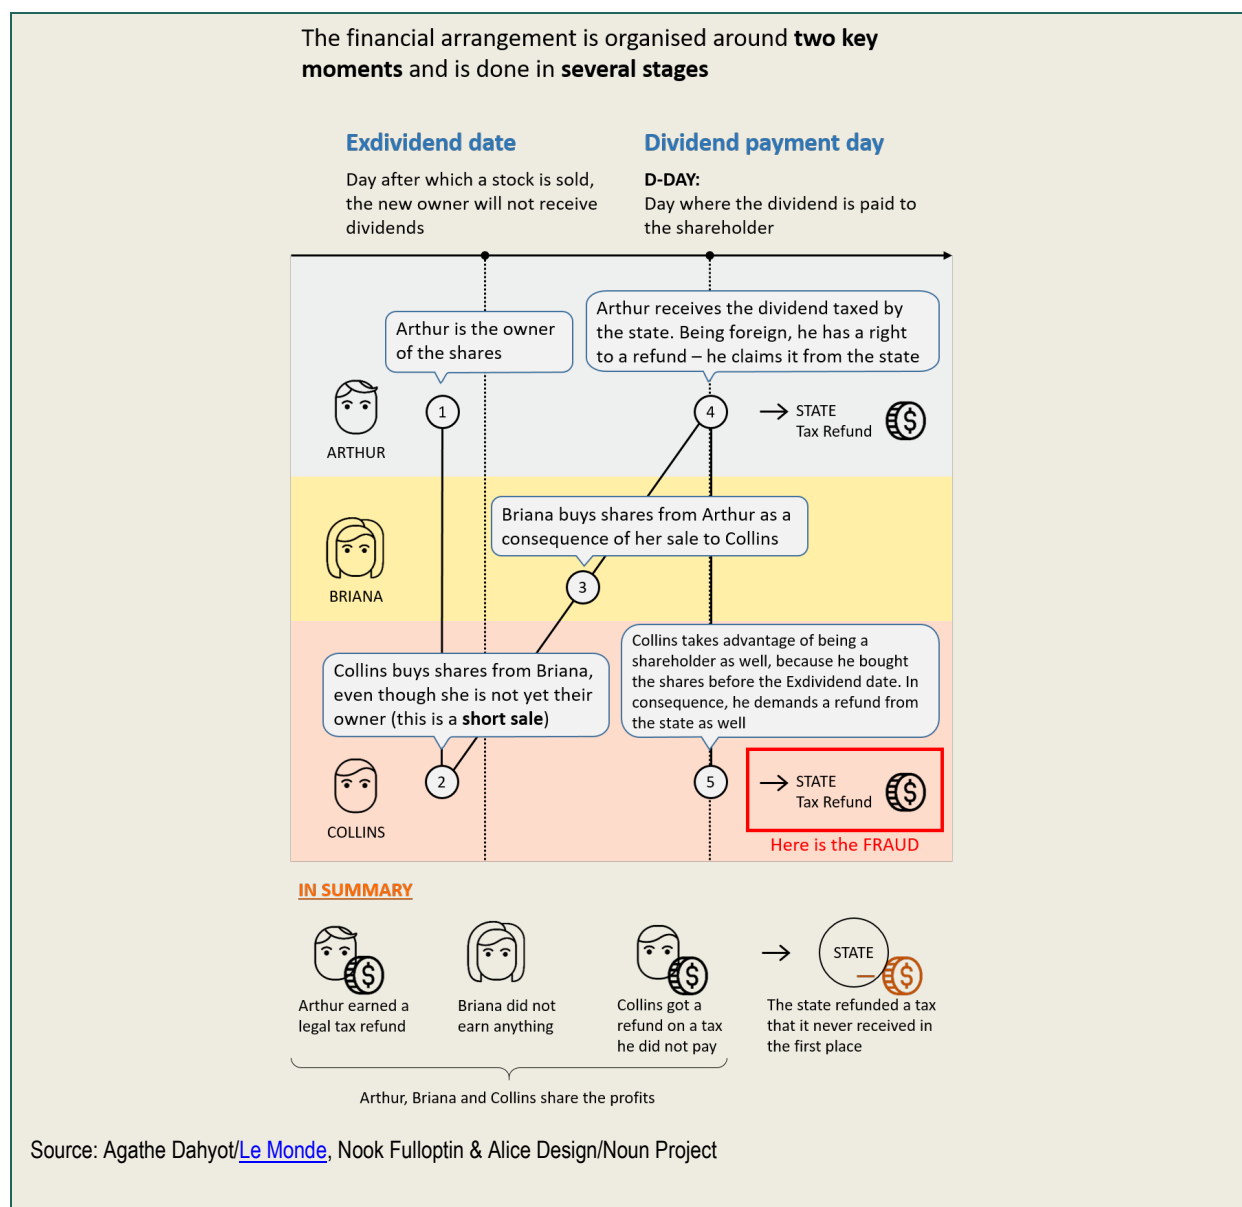 The financial arrangement is organised around two key
moments and is done in several stages
Exdividend date
Day after which a stock is sold,
the new owner will not receive
dividends
Dividend payment day
D-DAY:
Day where the dividend is paid to
the shareholder
Arthur is the owner
of the shares
Arthur receives the dividend taxed by
the state. Being foreign, he has a right
to a refund – he claims it from the state
ARTHUR
1
4
STATE
Tax Refund
Briana buys shares from Arthur as a
consequence of her sale to Collins
BRIANA
3
Collins buys shares from Briana,
even though she is not yet their
owner (this is a short sale)
Collins takes advantage of being a
shareholder as well, because he bought
the shares before the Exdividend date. In
consequence, he demands a refund from
the state as well
COLLINS
2
5
STATE
Tax Refund
Here is the FRAUD
IN SUMMARY
STATE
Arthur earned a
legal tax refund
Briana did not
earn anything
Collins got a
refund on a tax
he did not pay
The state refunded a tax
that it never received in
the first place
Arthur, Briana and Collins share the profits
Source: Agathe Dahyot/Le Monde, Nook Fulloptin & Alice Design/Noun Project